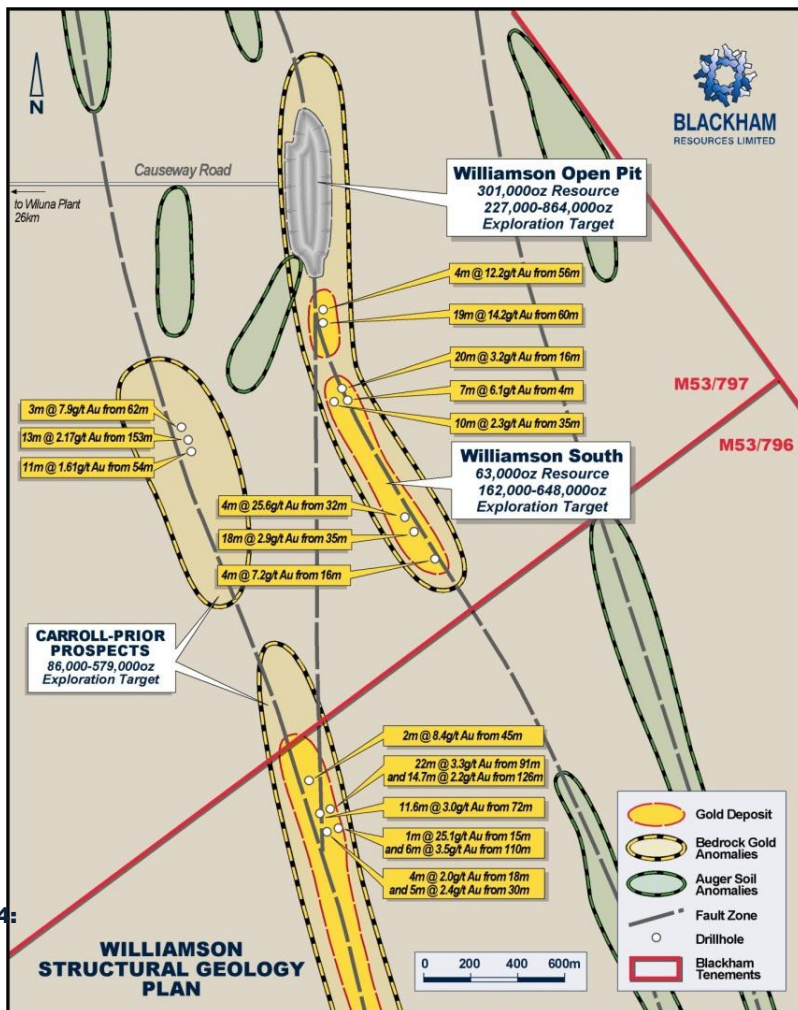 N
BLACKHAM
RESOURCES LIMITED
Causeway Road
to Wiluna Plant
26km
Williamson Open Pit
301,000oz Resource
227,000-864,000oz
Exploration Target
4m @ 12.2g/t Au from 56m
19m @ 14.2g/t Au from 60m
20m @ 3.2g/t Au from 16m
7m @ 6.1g/t Au from 4m
10m @ 2.3g/t Au from 35m
M53/797
M53/796
3m @ 7.9g/t Au from 62m
13m @ 2.17g/t Au from 153m
11m @ 1.61g/t Au from 54m
Williamson South
63,000oz Resource
162,000-648,000oz
Exploration Target
4m @ 25.6g/t Au from 32m
18m @ 2.9g/t Au from 35m
4m @ 7.2g/t Au from 16m
CARROLL-PRIOR
PROSPECTS
86,000-579,000oz
Exploration Target
2m @ 8.4g/t Au from 45m
22m @ 3.3g/t Au from 91m
and 14.7m @ 2.2g/t Au from 126m
11.6m @ 3.0g/t Au from 72m
1m @ 25.1g/t Au from 15m
and 6m @ 3.5g/t Au from 110m
4m @ 2.0g/t Au from 18m
and 5m @ 2.4g/t Au from 30m
4:
WILLIAMSON
STRUCTURAL GEOLOGY
PLAN
0 200 400 600m
Gold Deposit
Bedrock Gold
Anomalies
Auger Soil
Anomalies
Fault Zone
Drillhole
Blackham
Tenements